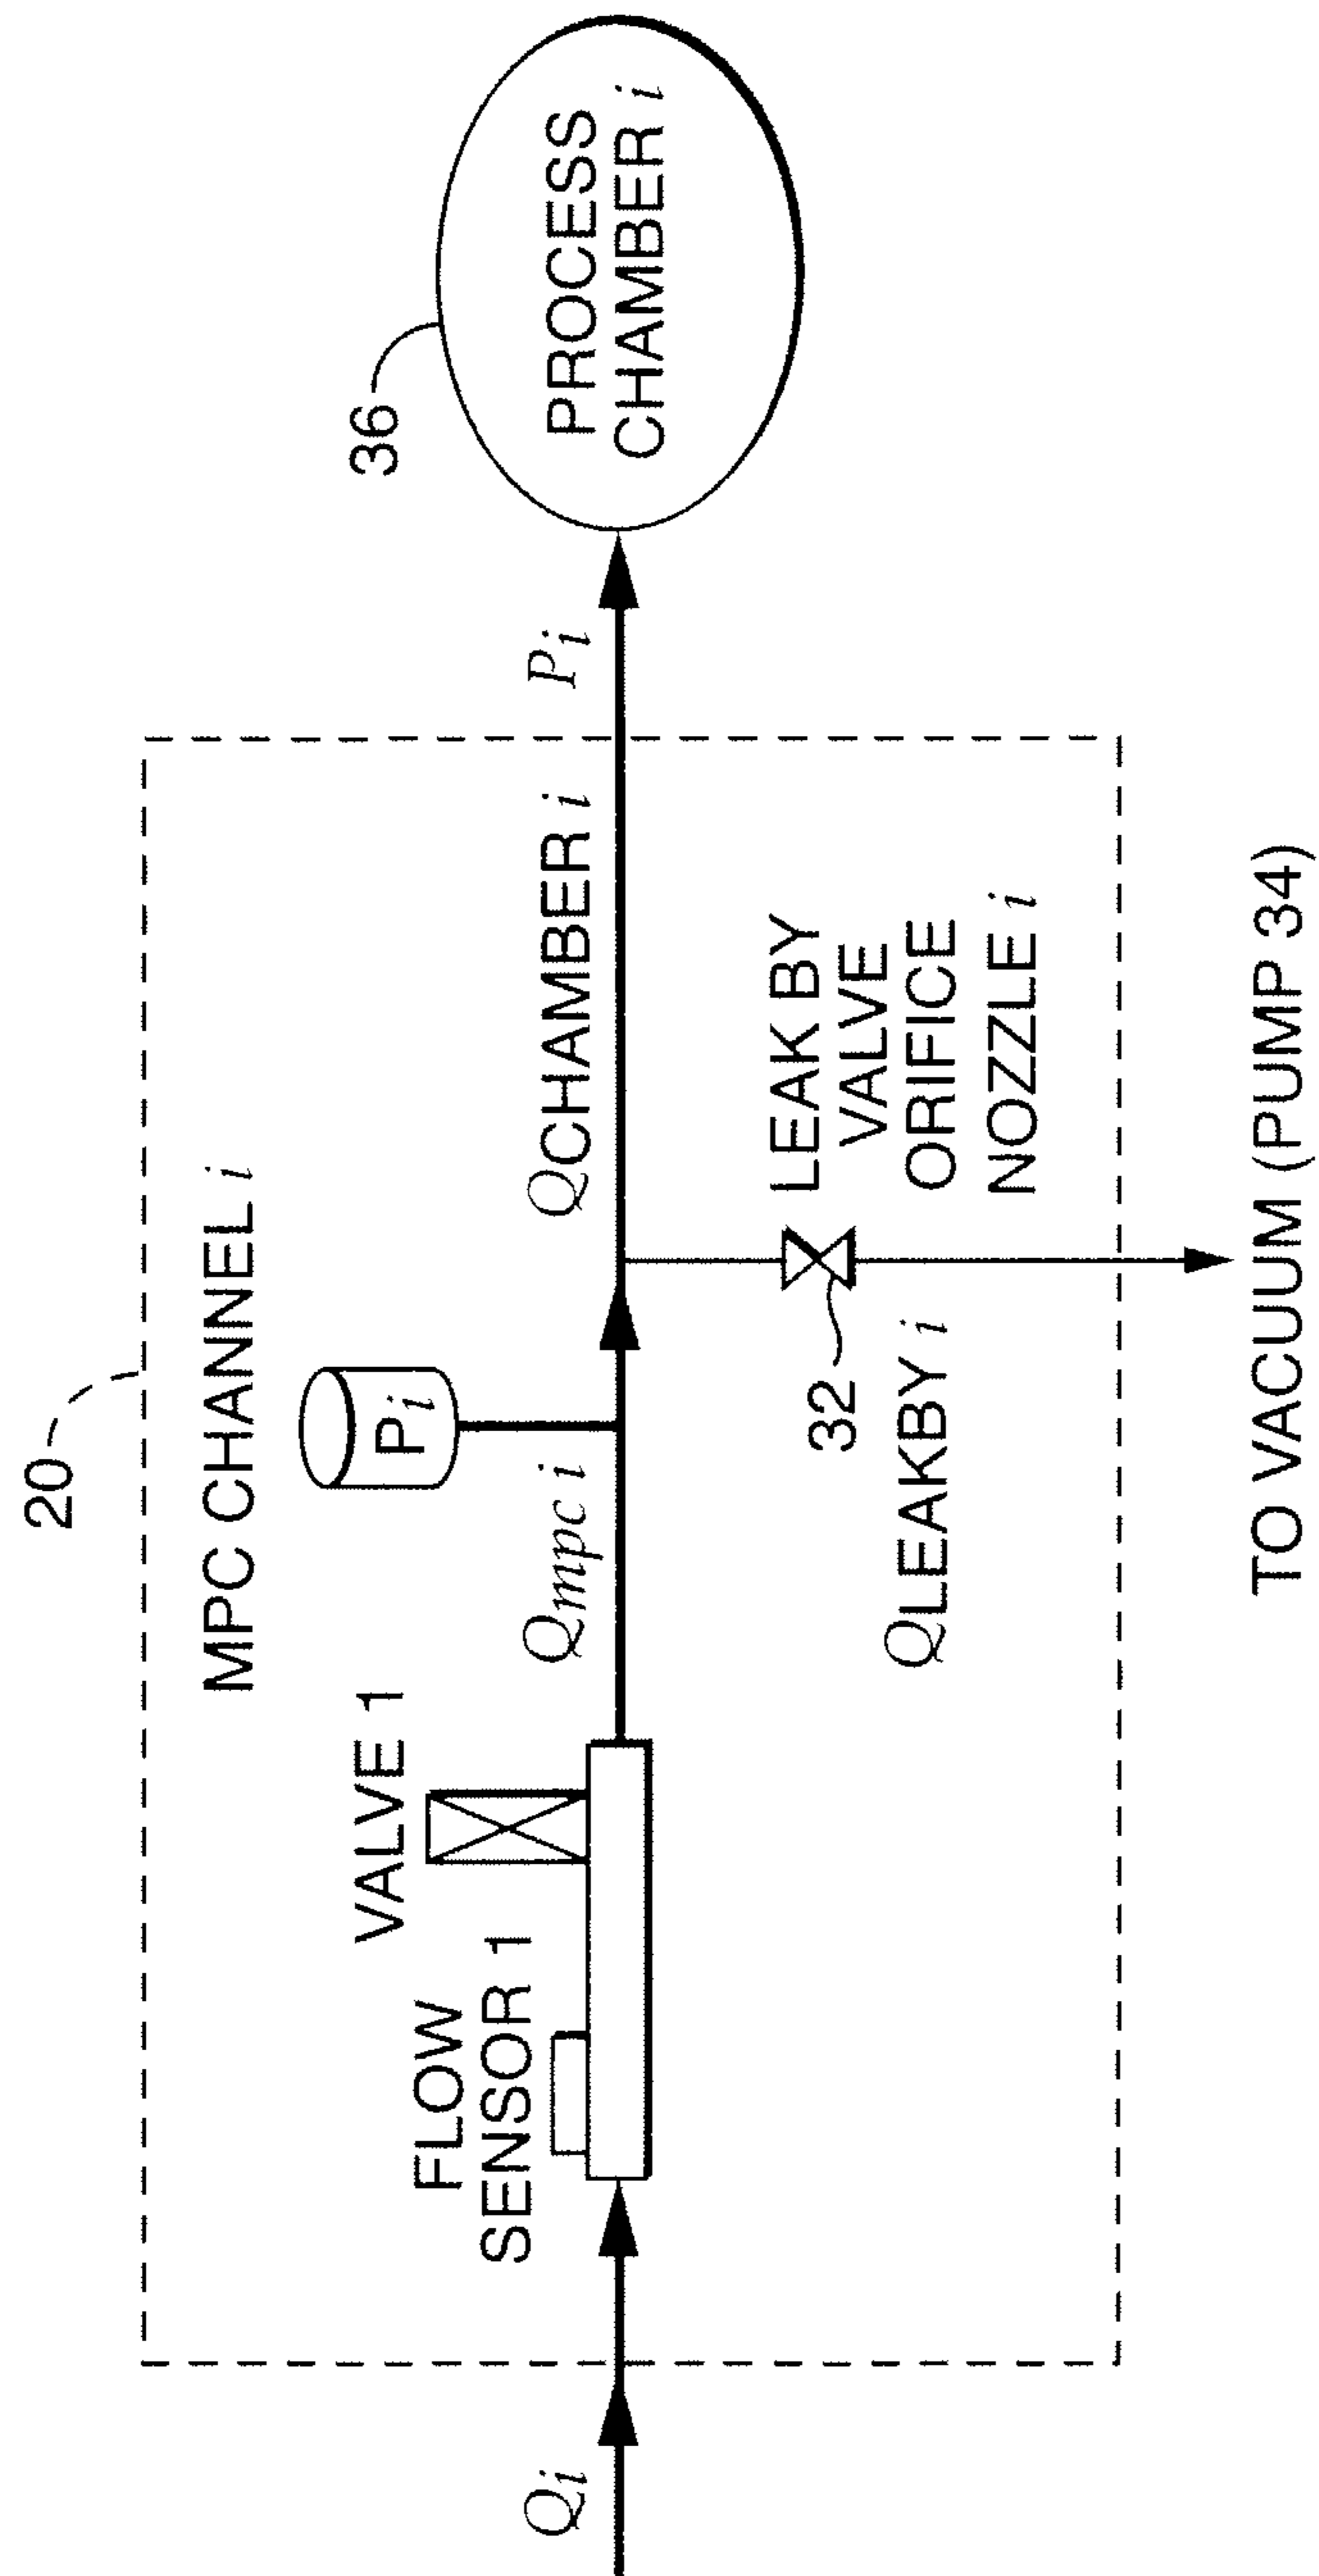 20
MPC CHANNEL i
36
VALVE 1
FLOW
SENSOR 1
Pi
Qi
Qmpc i
QCHAMBER i
Pi
PROCESS
CHAMBER i
32
QLEAKBY i
LEAK BY
VALVE
ORIFICE
NOZZLE i
TO VACUUM (PUMP 34)